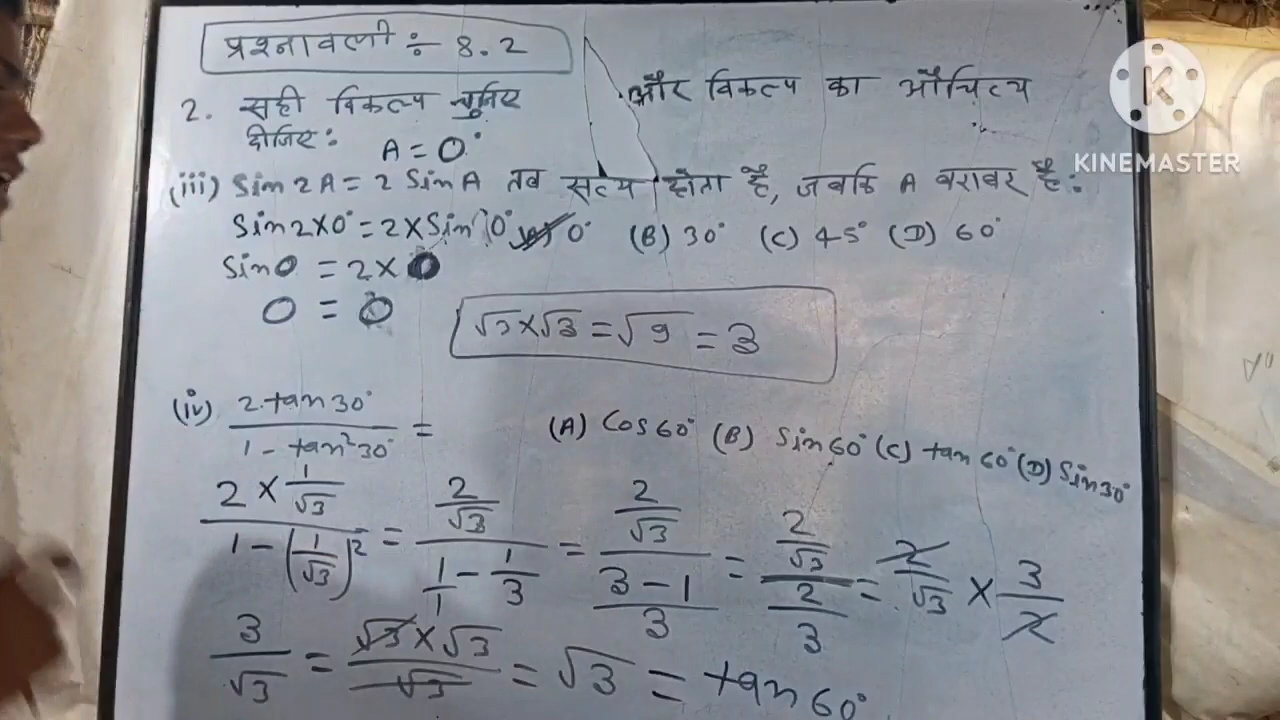 प्रश्नावली ÷ 8.2
2. सही विकल्प चुनिए और विकल्प का औचित्य
दीजिए: A = 0°
(iii) Sin 2A = 2 Sin A तब सत्य होता है, जबकि A बराबर है:
Sin 2×0° = 2×Sin 0° (A) 0° (B) 30° (C) 45° (D) 60°
Sin 0 = 2 × 0
0 = 0
√3×√3 = √9 = 3
(iv) 2 tan 30° / 1 - tan² 30° = (A) Cos 60° (B) Sin 60° (C) tan 60° (D) Sin 30°
2 × 1/√3 / 1 - (1/√3)² = 2/√3 / 1/1 - 1/3 = 2/√3 / 3-1/3 = 2/√3 / 2/3 = 2/√3 × 3/2
3/√3 = √3×√3/√3 = √3 = tan 60°
KINEMASTER